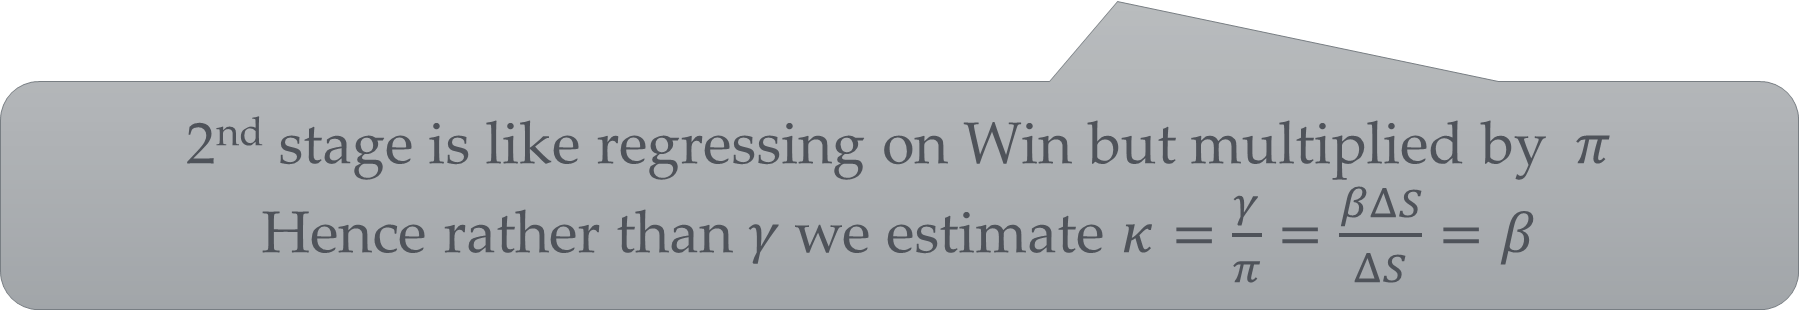 2nd stage is like regressing on Win but multiplied by π
Hence rather than γ we estimate κ = γ/π = βΔS/ΔS = β